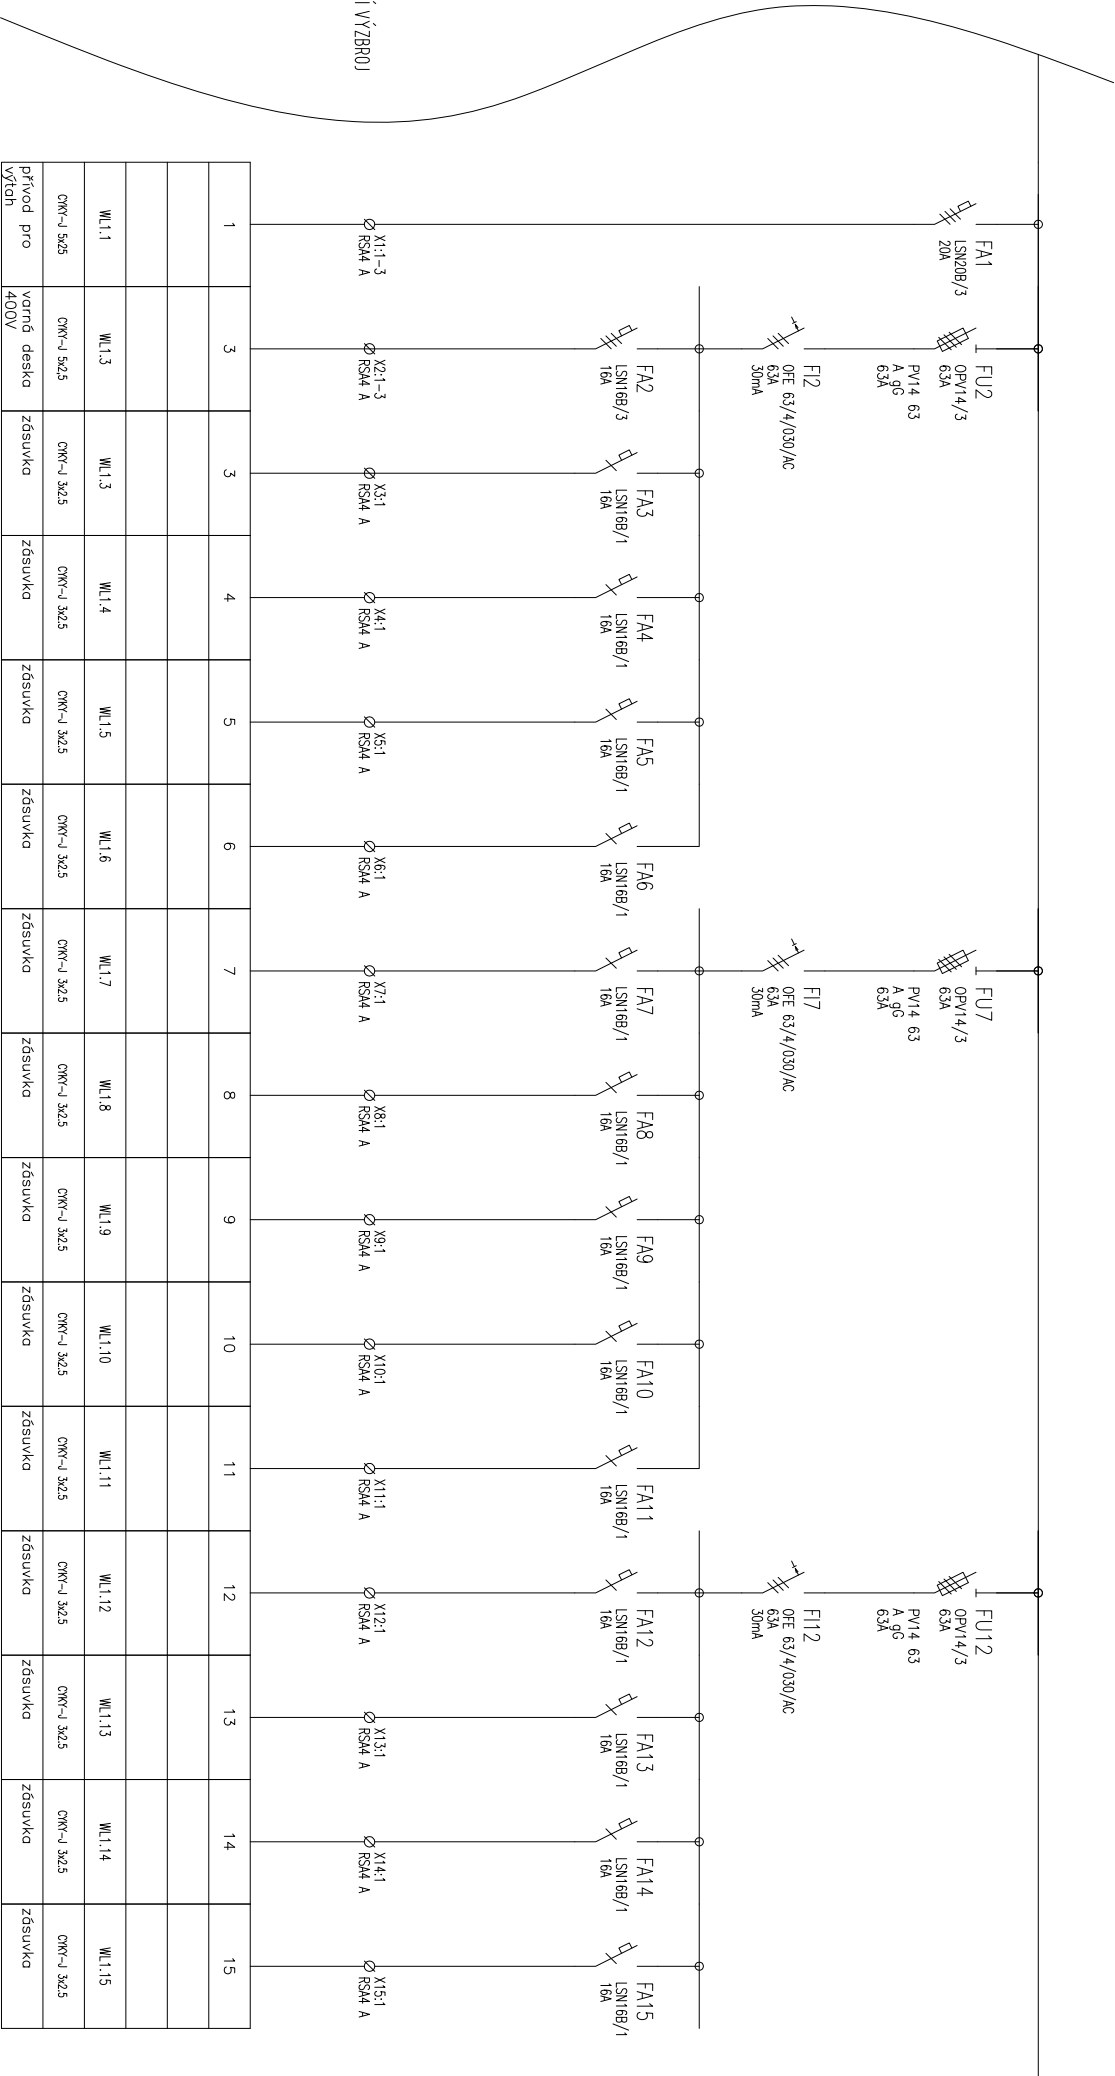 Í VÝZBROJ
FA1
LSN20B/3
20A
FU2
OPV14/3
63A
PV14 63
A gG
63A
FU7
OPV14/3
63A
PV14 63
A gG
63A
FU12
OPV14/3
63A
PV14 63
A gG
63A
FI2
OFE 63/4/030/AC
63A
30mA
FI7
OFE 63/4/030/AC
63A
30mA
FI12
OFE 63/4/030/AC
63A
30mA
FA2
LSN16B/3
16A
FA3
LSN16B/1
16A
FA4
LSN16B/1
16A
FA5
LSN16B/1
16A
FA6
LSN16B/1
16A
FA7
LSN16B/1
16A
FA8
LSN16B/1
16A
FA9
LSN16B/1
16A
FA10
LSN16B/1
16A
FA11
LSN16B/1
16A
FA12
LSN16B/1
16A
FA13
LSN16B/1
16A
FA14
LSN16B/1
16A
FA15
LSN16B/1
16A
X1:1-3
RSA4 A
X2:1-3
RSA4 A
X3:1
RSA4 A
X4:1
RSA4 A
X5:1
RSA4 A
X6:1
RSA4 A
X7:1
RSA4 A
X8:1
RSA4 A
X9:1
RSA4 A
X10:1
RSA4 A
X11:1
RSA4 A
X12:1
RSA4 A
X13:1
RSA4 A
X14:1
RSA4 A
X15:1
RSA4 A
1 3 3 4 5 6 7 8 9 10 11 12 13 14 15
WL1.1 WL1.3 WL1.3 WL1.4 WL1.5 WL1.6 WL1.7 WL1.8 WL1.9 WL1.10 WL1.11 WL1.12 WL1.13 WL1.14 WL1.15
CYKY-J 5x25 CYKY-J 5x2,5 CYKY-J 3x2.5 CYKY-J 3x2.5 CYKY-J 3x2.5 CYKY-J 3x2.5 CYKY-J 3x2.5 CYKY-J 3x2.5 CYKY-J 3x2.5 CYKY-J 3x2.5 CYKY-J 3x2.5 CYKY-J 3x2.5 CYKY-J 3x2.5 CYKY-J 3x2.5 CYKY-J 3x2.5
přívod pro varná deska zásuvka zásuvka zásuvka zásuvka zásuvka zásuvka zásuvka zásuvka zásuvka zásuvka zásuvka zásuvka zásuvka
výtah 400V